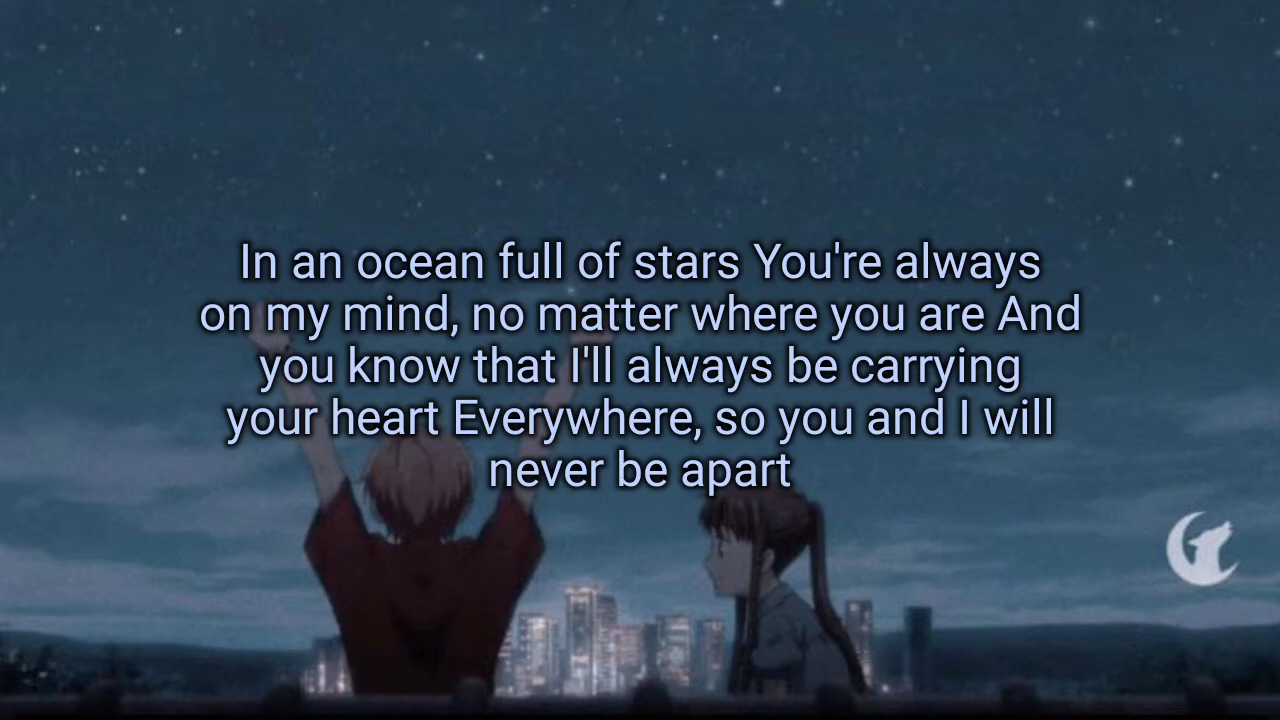 In an ocean full of stars You're always
on my mind, no matter where you are And
you know that I'll always be carrying
your heart Everywhere, so you and I will
never be apart